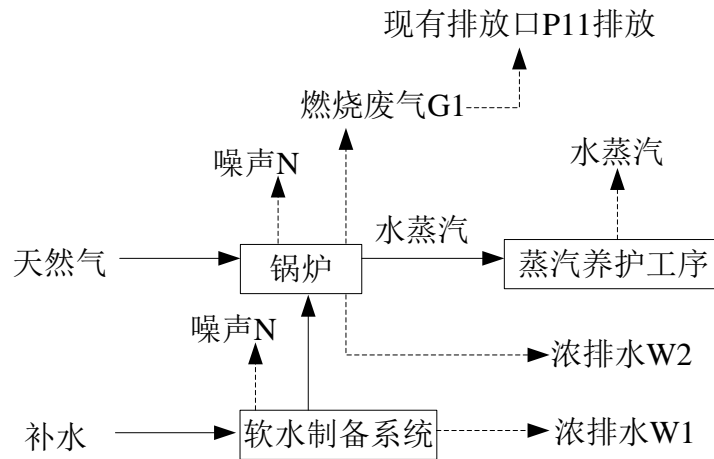 现有排放口P11排放
燃烧废气G1
噪声N
水蒸汽
水蒸汽
天然气
锅炉
蒸汽养护工序
噪声N
浓排水W2
补水
软水制备系统
浓排水W1